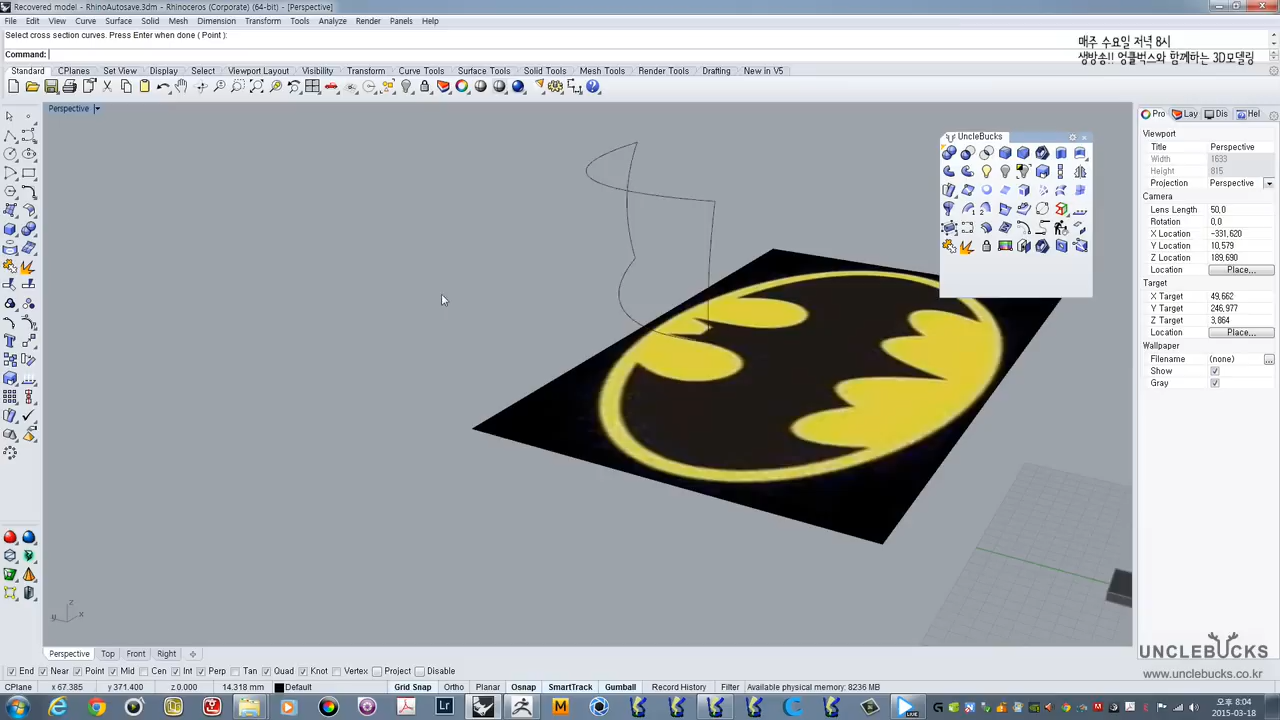 Recovered model - RhinoAutosave.3dm - Rhinoceros (Corporate) (64-bit) - [Perspective]
File Edit View Curve Surface Solid Mesh Dimension Transform Tools Analyze Render Panels Help
Select cross section curves. Press Enter when done ( Point ):
Command:
매주 수요일 저녁 8시
생방송!! 엉클벅스와 함께하는 3D모델링
Standard CPlanes Set View Display Select Viewport Layout Visibility Transform Curve Tools Surface Tools Solid Tools Mesh Tools Render Tools Drafting New in V5
Perspective
UncleBucks
Pro Lay Dis Hel
Viewport
Title Perspective
Width 1633
Height 815
Projection Perspective
Camera
Lens Length 50,0
Rotation 0,0
X Location -331,620
Y Location 10,579
Z Location 189,690
Location Place...
Target
X Target 49,662
Y Target 246,977
Z Target 3,864
Location Place...
Wallpaper
Filename (none) ...
Show
Gray
z
y x
Perspective Top Front Right
End Near Point Mid Cen Int Perp Tan Quad Knot Vertex Project Disable
UNCLEBUCKS
www.unclebucks.co.kr
CPlane x 67.385 y 371.400 z 0.000 14.318 mm Default Grid Snap Ortho Planar Osnap SmartTrack Gumball Record History Filter Available physical memory: 8236 MB
Lr M LIVE
오후 8:04
2015-03-18